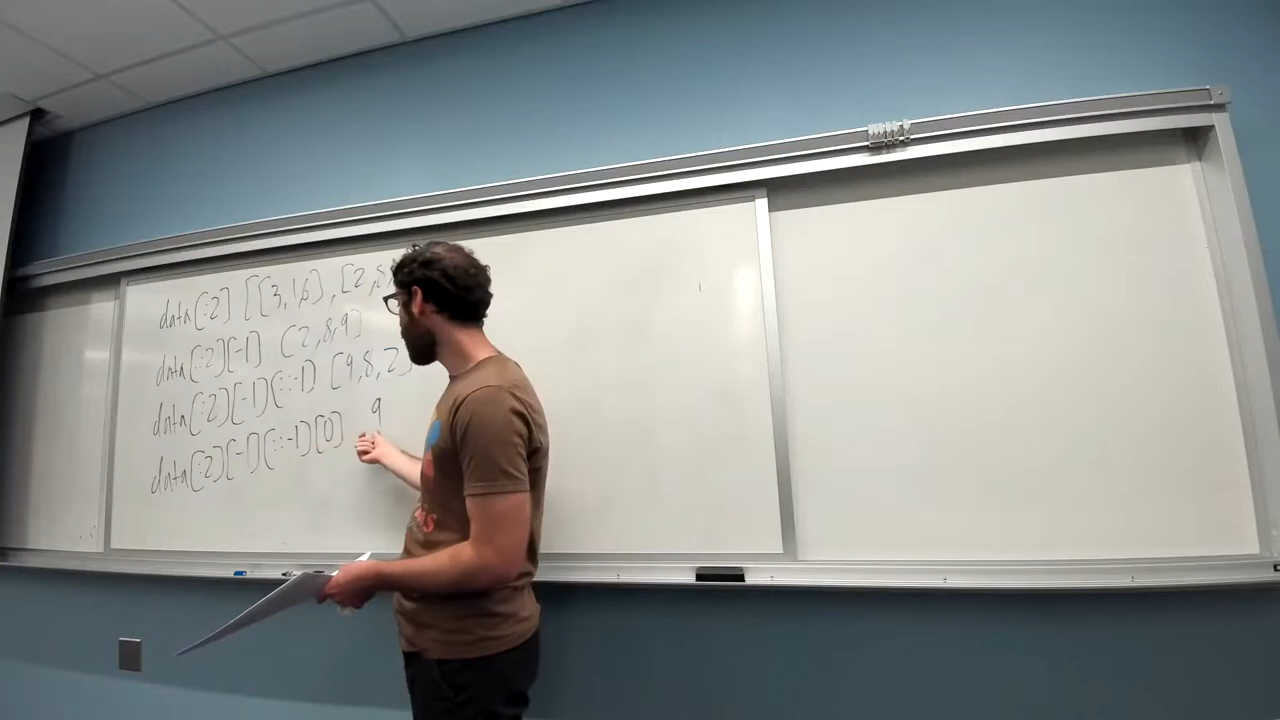 data[:2] [[3,1,6],[2,8,
data[:2][-1] [2,8,9]
data[:2][-1][::-1] [9,8,2]
data[:2][-1][::-1][0] 9